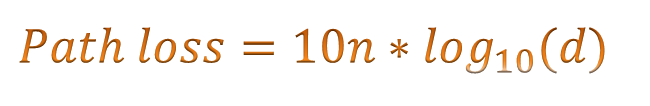 Path loss = 10n * log₁₀(d)